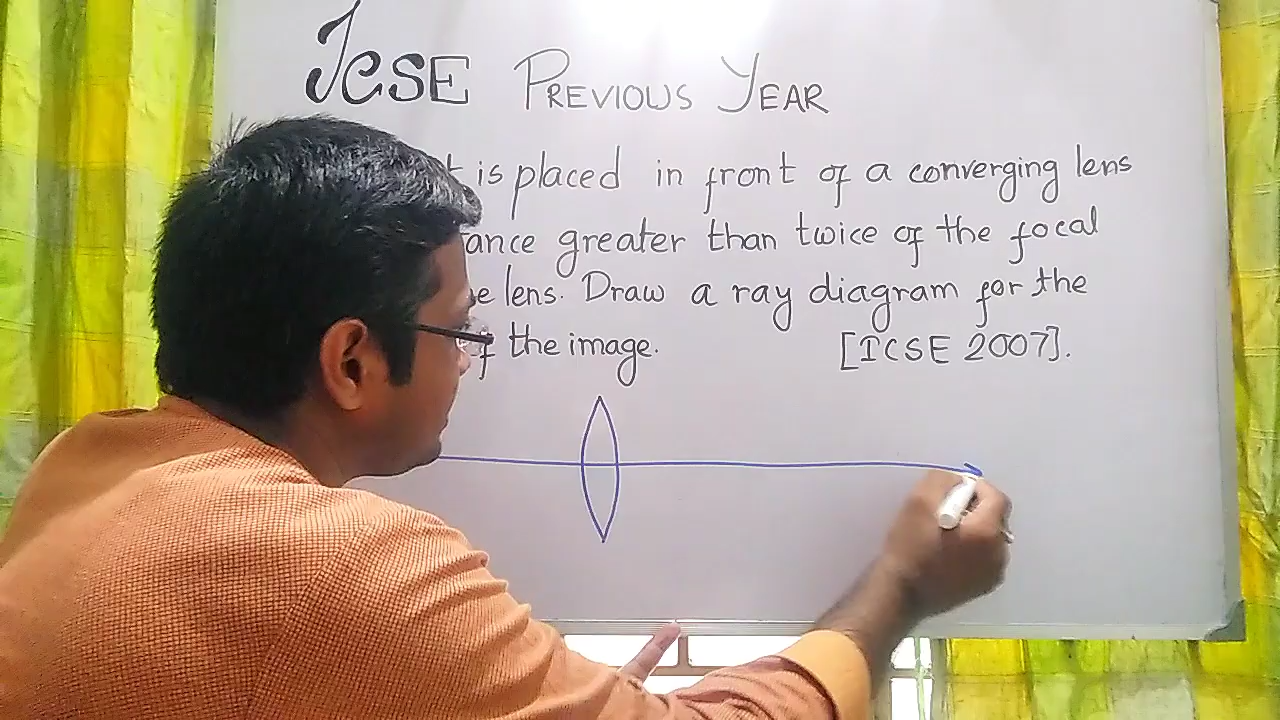 ICSE PREVIOUS YEAR
is placed in front of a converging lens
greater than twice of the focal
lens. Draw a ray diagram for the
the image. [ICSE 2007].